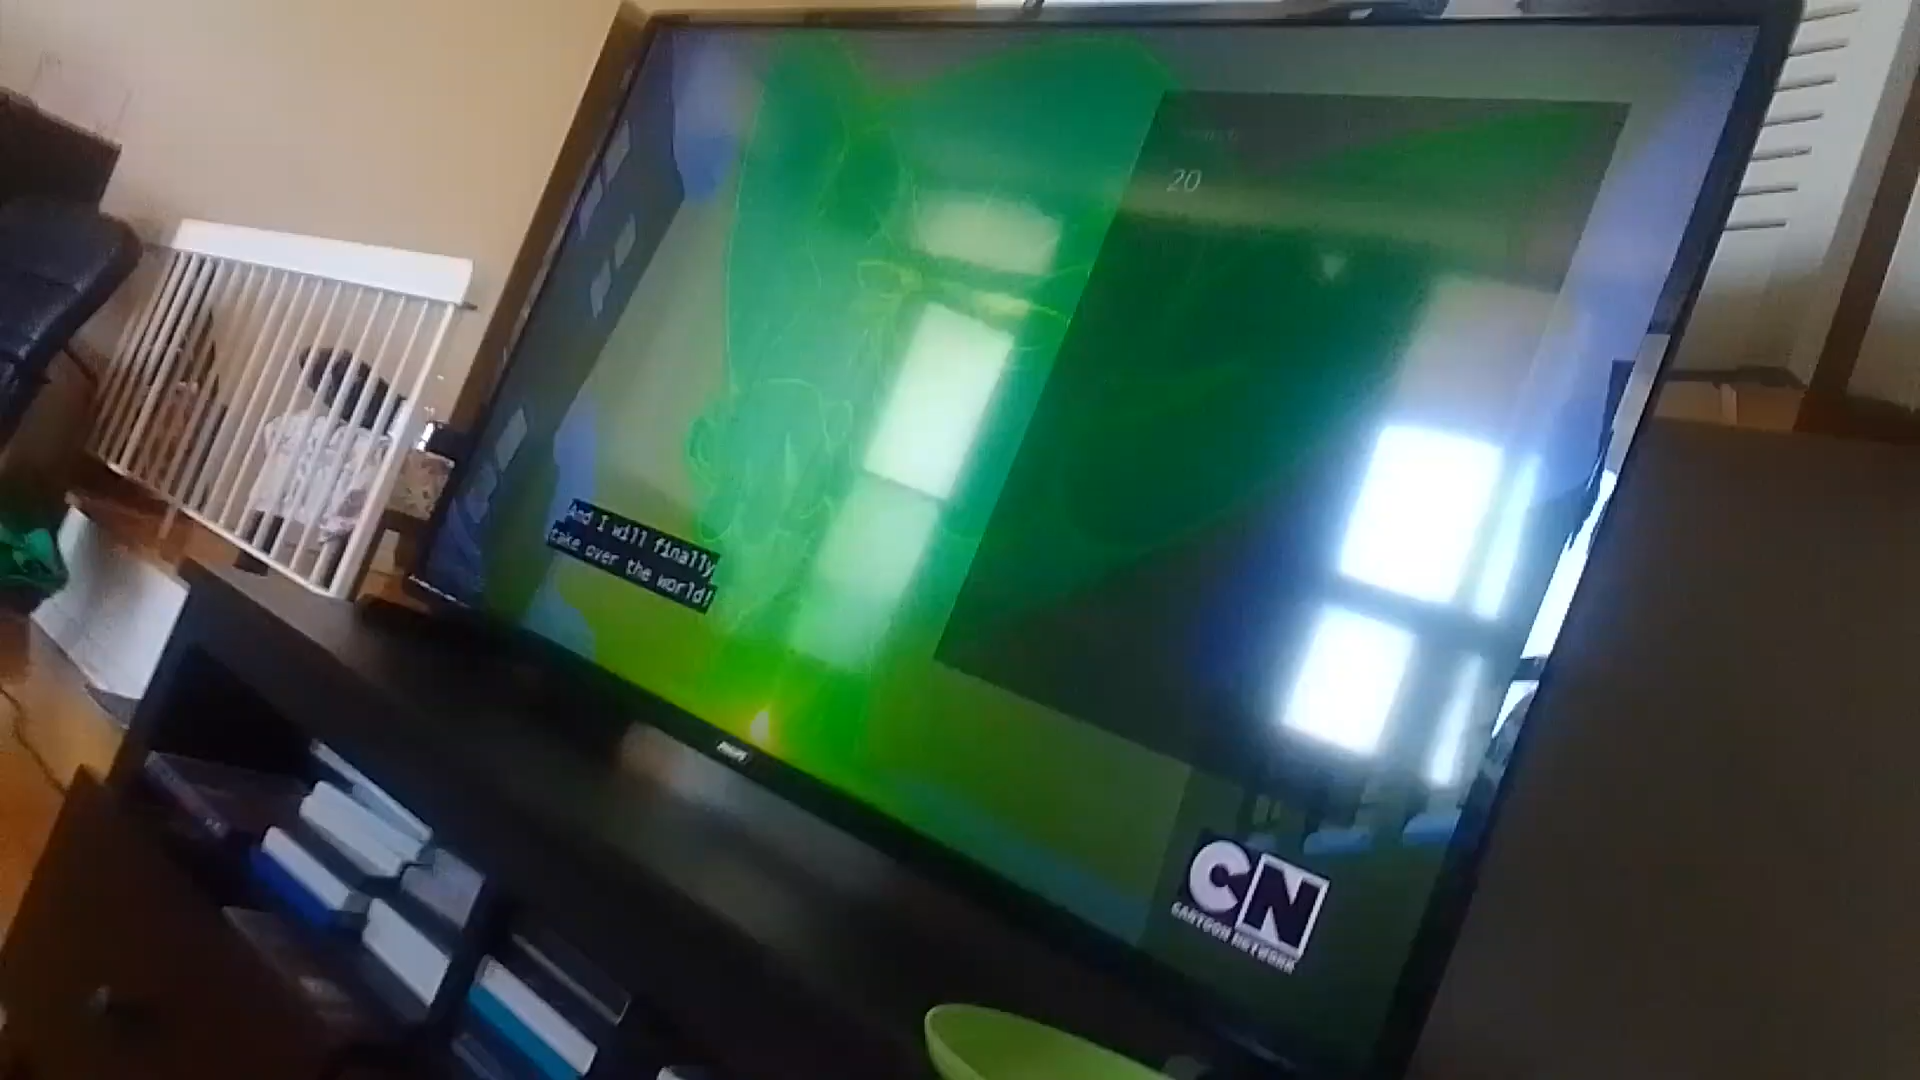 20
And I will finally
take over the world!
CN
CARTOON NETWORK